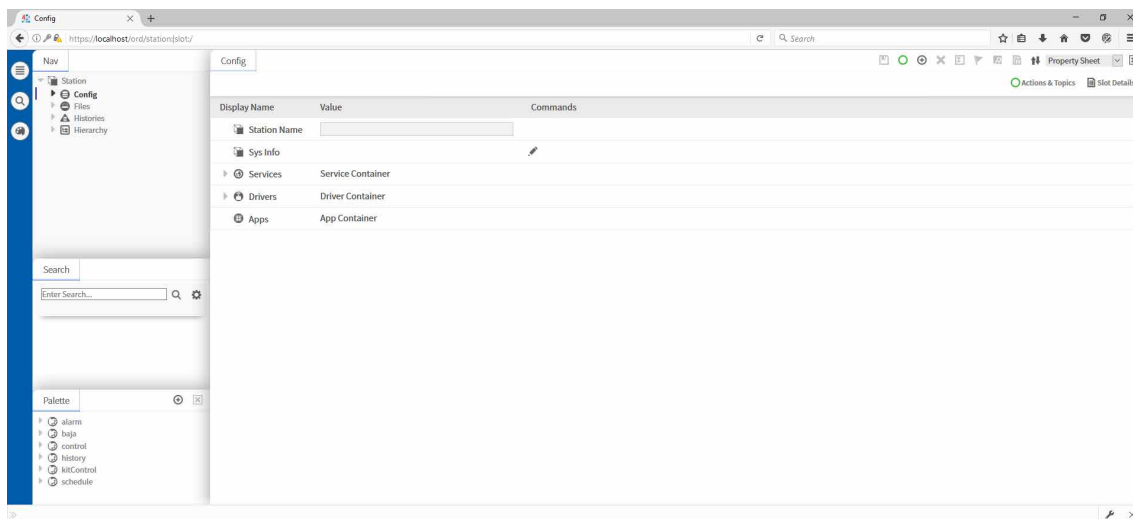 Config
https://localhost/ord/station:|slot:/
Search
Nav
Station
Config
Files
Histories
Hierarchy
Config
Property Sheet
Actions & Topics
Slot Details
Display Name Value Commands
Station Name
Sys Info
Services Service Container
Drivers Driver Container
Apps App Container
Search
Enter Search...
Palette
alarm
baja
control
history
kitControl
schedule